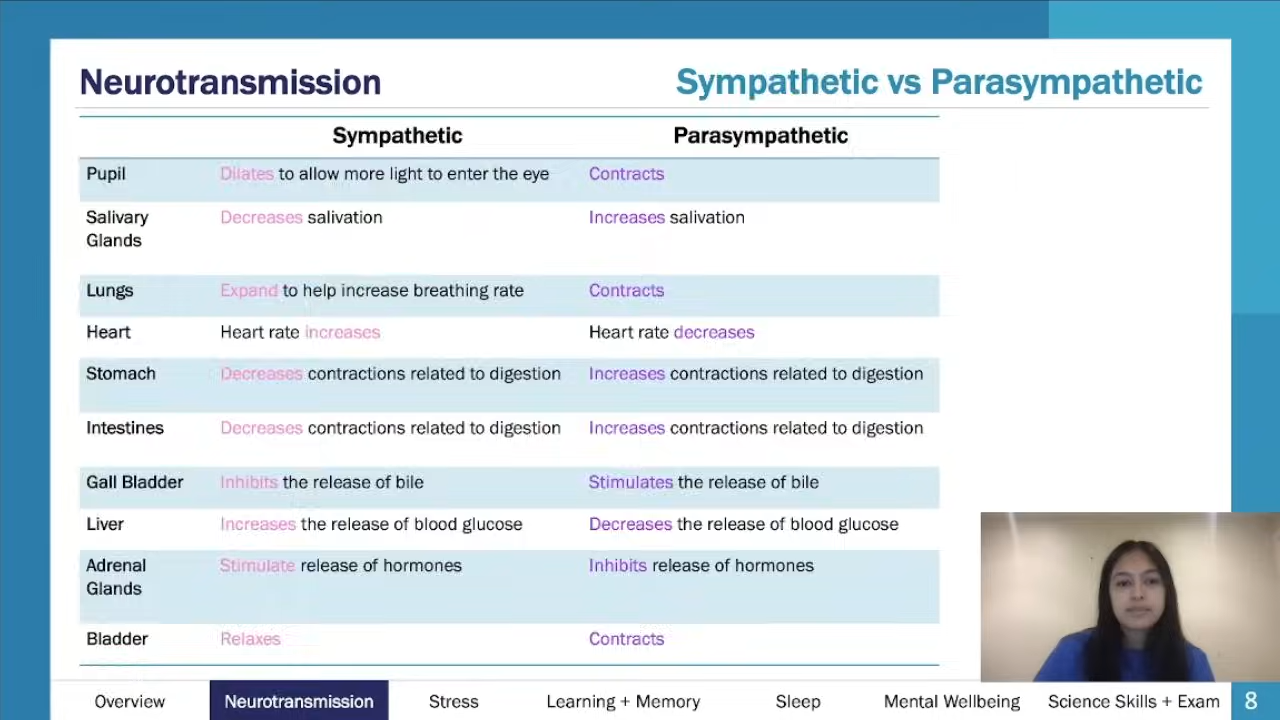 Neurotransmission Sympathetic vs Parasympathetic
Sympathetic Parasympathetic
Pupil Dilates to allow more light to enter the eye Contracts
Salivary Glands Decreases salivation Increases salivation
Lungs Expand to help increase breathing rate Contracts
Heart Heart rate increases Heart rate decreases
Stomach Decreases contractions related to digestion Increases contractions related to digestion
Intestines Decreases contractions related to digestion Increases contractions related to digestion
Gall Bladder Inhibits the release of bile Stimulates the release of bile
Liver Increases the release of blood glucose Decreases the release of blood glucose
Adrenal Glands Stimulate release of hormones Inhibits release of hormones
Bladder Relaxes Contracts
Overview Neurotransmission Stress Learning + Memory Sleep Mental Wellbeing Science Skills + Exam 8